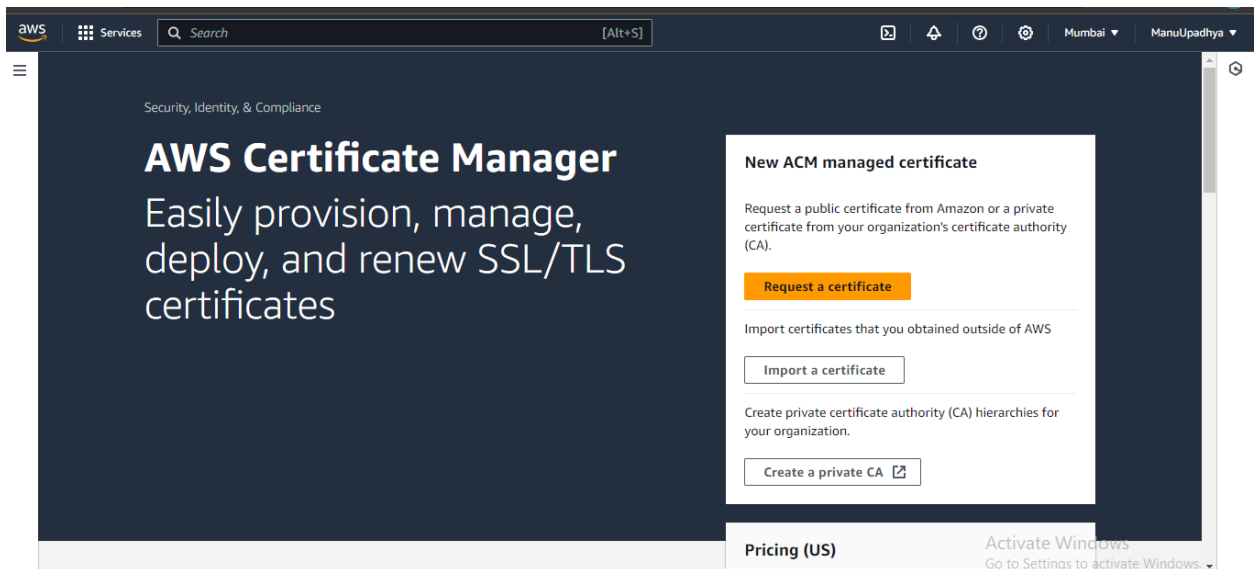 aws
Services
Search [Alt+S]
Mumbai
ManuUpadhya
Security, Identity, & Compliance
AWS Certificate Manager
Easily provision, manage,
deploy, and renew SSL/TLS
certificates
New ACM managed certificate
Request a public certificate from Amazon or a private
certificate from your organization's certificate authority
(CA).
Request a certificate
Import certificates that you obtained outside of AWS
Import a certificate
Create private certificate authority (CA) hierarchies for
your organization.
Create a private CA
Pricing (US)
Activate Windows
Go to Settings to activate Windows.